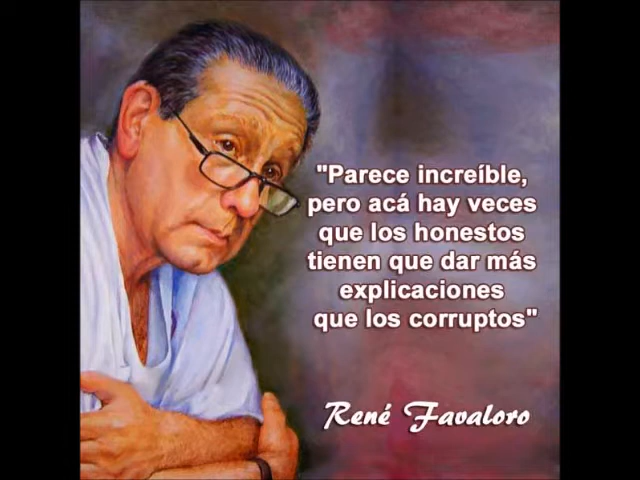 "Parece increíble,
pero acá hay veces
que los honestos
tienen que dar más
explicaciones
que los corruptos"
René Favaloro